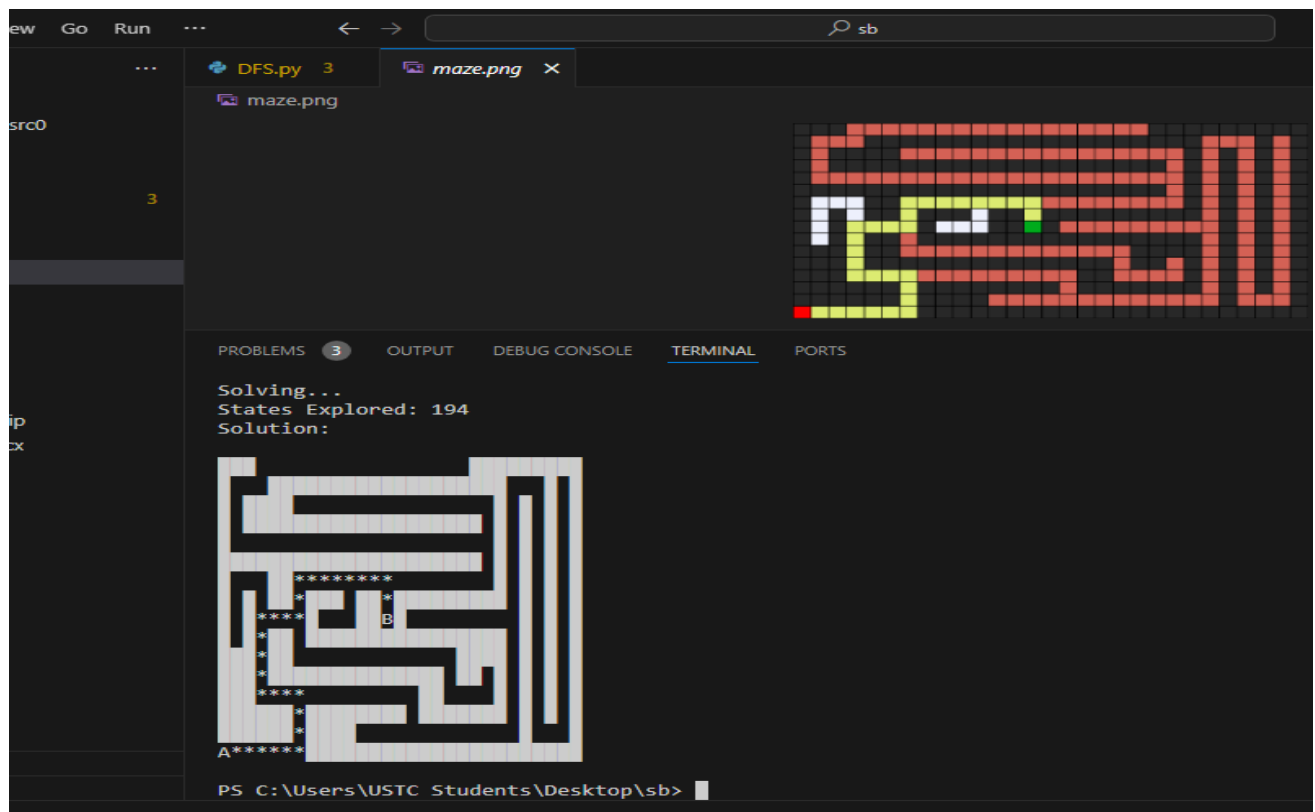 ew Go Run ··· ← → sb
··· DFS.py 3 maze.png ×
maze.png
src0
3
ip
cx
PROBLEMS 3 OUTPUT DEBUG CONSOLE TERMINAL PORTS
Solving...
States Explored: 194
Solution:
********
* *
**** B
*
*
*
****
*
*
A******
PS C:\Users\USTC Students\Desktop\sb>